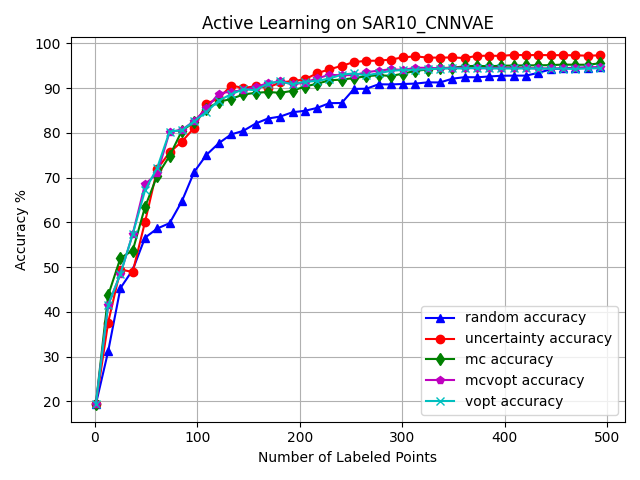 Active Learning on SAR10_CNNVAE
Accuracy %
100
90
80
70
60
50
40
30
20
0
100
200
300
400
500
Number of Labeled Points
random accuracy
uncertainty accuracy
mc accuracy
mcvopt accuracy
vopt accuracy